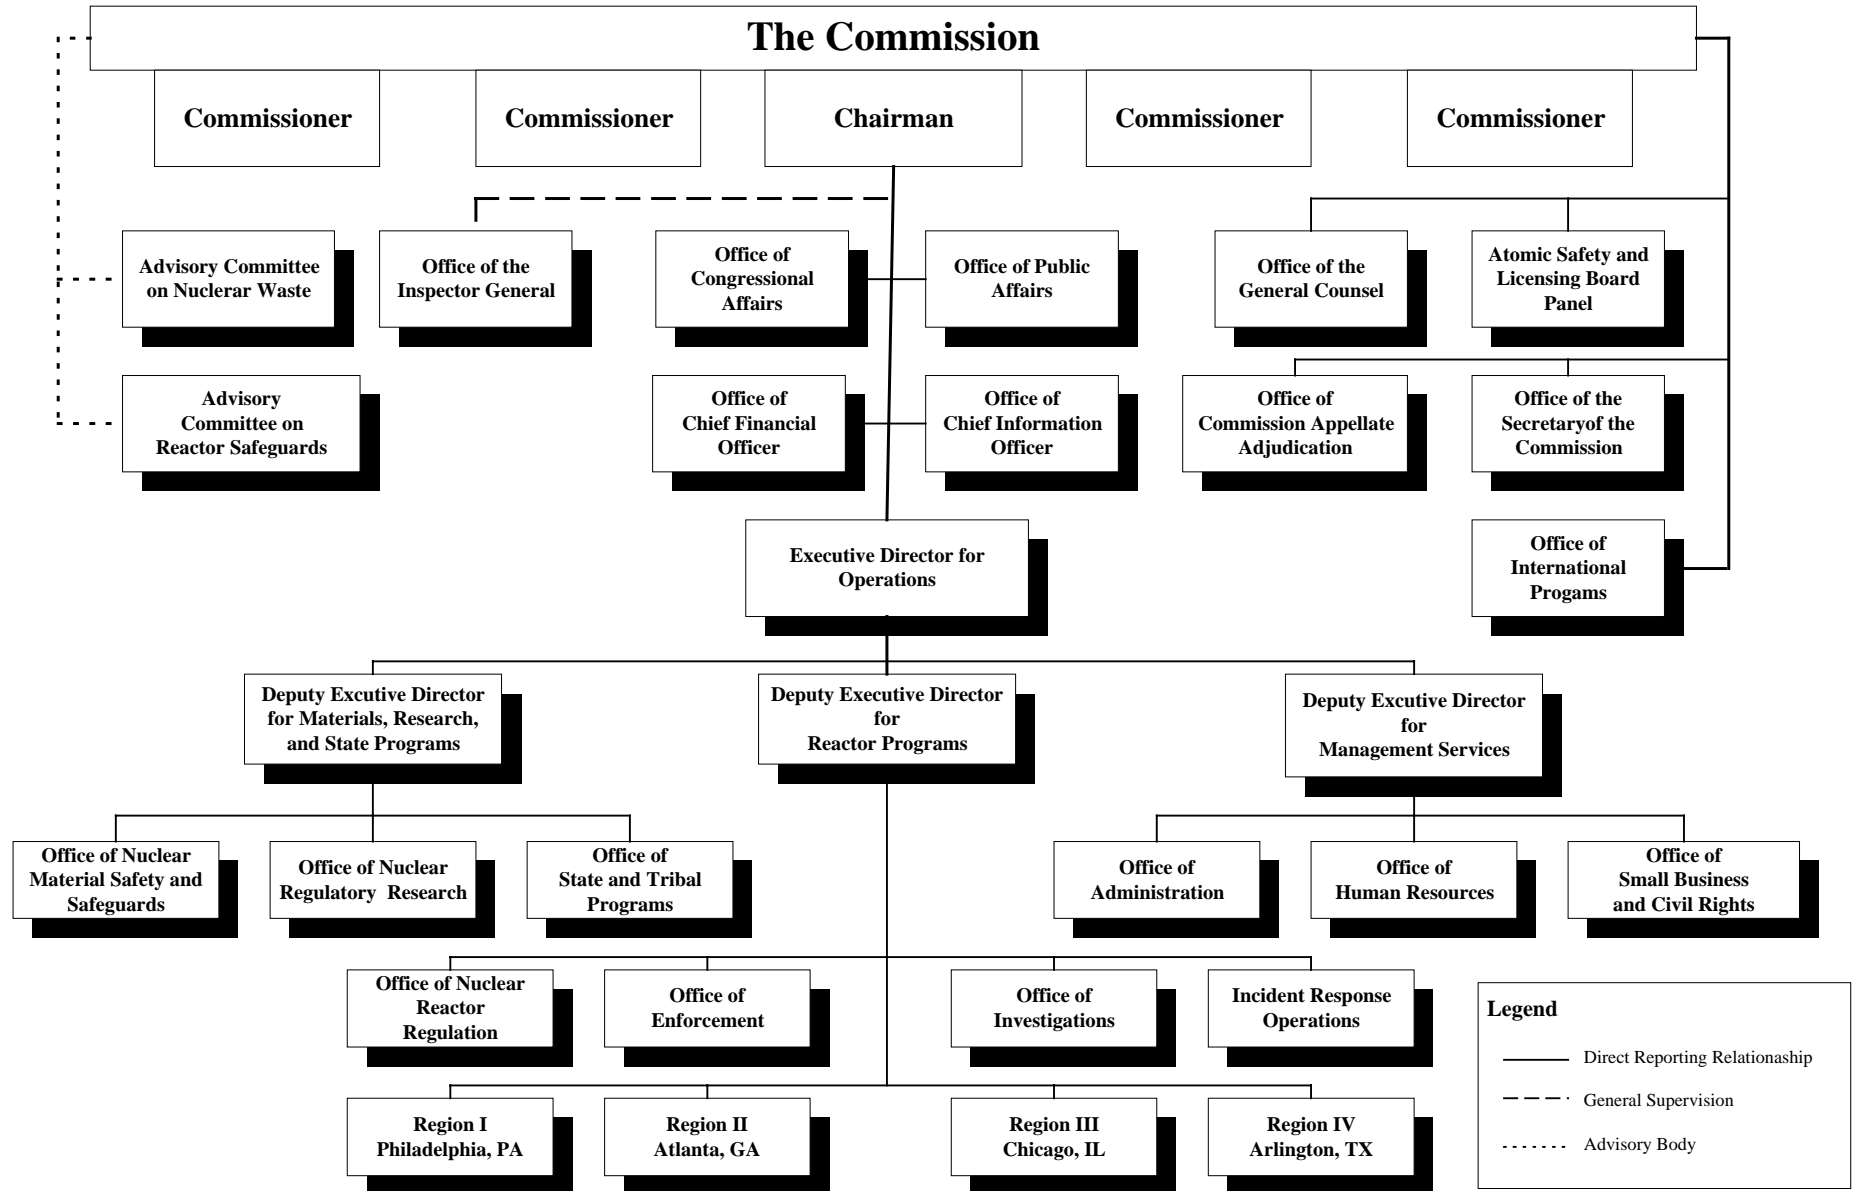 The Commission
Commissioner
Commissioner
Chairman
Commissioner
Commissioner
Advisory Committee
on Nuclerar Waste
Office of the
Inspector General
Office of
Congressional
Affairs
Office of Public
Affairs
Office of the
General Counsel
Atomic Safety and
Licensing Board
Panel
Advisory
Committee on
Reactor Safeguards
Office of
Chief Financial
Officer
Office of
Chief Information
Officer
Office of
Commission Appellate
Adjudication
Office of the
Secretaryof the
Commission
Executive Director for
Operations
Office of
International
Progams
Deputy Excutive Director
for Materials, Research,
and State Programs
Deputy Executive Director
for
Reactor Programs
Deputy Executive Director
for
Management Services
Office of Nuclear
Material Safety and
Safeguards
Office of Nuclear
Regulatory Research
Office of
State and Tribal
Programs
Office of
Administration
Office of
Human Resources
Office of
Small Business
and Civil Rights
Office of Nuclear
Reactor
Regulation
Office of
Enforcement
Office of
Investigations
Incident Response
Operations
Region I
Philadelphia, PA
Region II
Atlanta, GA
Region III
Chicago, IL
Region IV
Arlington, TX
Legend
Direct Reporting Relationaship
General Supervision
Advisory Body